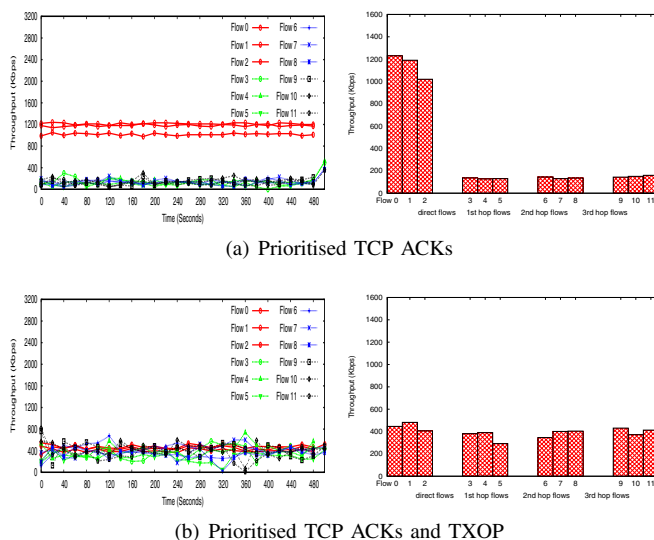 3200
2800
2400
2000
1600
1200
800
400
0
Throughput (Kbps)
Flow 0 Flow 6
Flow 1 Flow 7
Flow 2 Flow 8
Flow 3 Flow 9
Flow 4 Flow 10
Flow 5 Flow 11
0 40 80 120 160 200 240 280 320 360 400 440 480
Time (Seconds)
1600
1400
1200
1000
800
600
400
200
0
Throughput (Kbps)
Flow 0 1 2 3 4 5 6 7 8 9 10 11
direct flows 1st hop flows 2nd hop flows 3rd hop flows
(a) Prioritised TCP ACKs
3200
2800
2400
2000
1600
1200
800
400
0
Throughput (Kbps)
Flow 0 Flow 6
Flow 1 Flow 7
Flow 2 Flow 8
Flow 3 Flow 9
Flow 4 Flow 10
Flow 5 Flow 11
0 40 80 120 160 200 240 280 320 360 400 440 480
Time (Seconds)
1600
1400
1200
1000
800
600
400
200
0
Throughput (Kbps)
Flow 0 1 2 3 4 5 6 7 8 9 10 11
direct flows 1st hop flows 2nd hop flows 3rd hop flows
(b) Prioritised TCP ACKs and TXOP